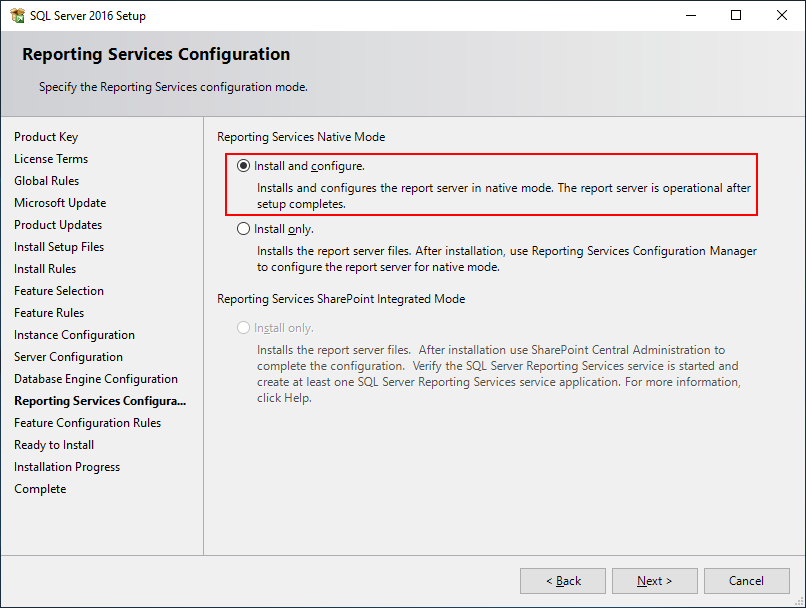 SQL Server 2016 Setup
Reporting Services Configuration
Specify the Reporting Services configuration mode.
Product Key
License Terms
Global Rules
Microsoft Update
Product Updates
Install Setup Files
Install Rules
Feature Selection
Feature Rules
Instance Configuration
Server Configuration
Database Engine Configuration
Reporting Services Configura...
Feature Configuration Rules
Ready to Install
Installation Progress
Complete
Reporting Services Native Mode
Install and configure.
Installs and configures the report server in native mode. The report server is operational after
setup completes.
Install only.
Installs the report server files. After installation, use Reporting Services Configuration Manager
to configure the report server for native mode.
Reporting Services SharePoint Integrated Mode
Install only.
Installs the report server files.  After installation use SharePoint Central Administration to
complete the configuration.  Verify the SQL Server Reporting Services service is started and
create at least one SQL Server Reporting Services service application. For more information,
click Help.
< Back
Next >
Cancel